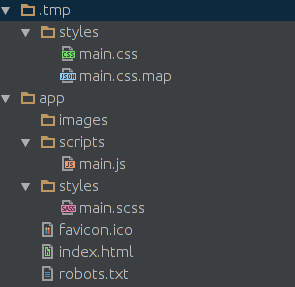 .tmp
styles
CSS main.css
JSON main.css.map
app
images
scripts
JS main.js
styles
SASS main.scss
favicon.ico
index.html
robots.txt